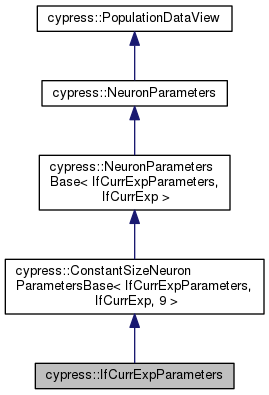 cypress::PopulationDataView
cypress::NeuronParameters
cypress::NeuronParameters
Base< IfCurrExpParameters,
IfCurrExp >
cypress::ConstantSizeNeuron
ParametersBase< IfCurrExpParameters,
IfCurrExp, 9 >
cypress::IfCurrExpParameters